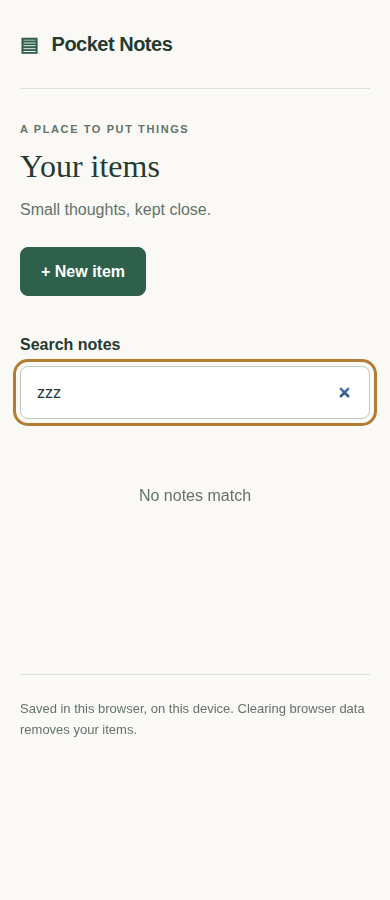 Pocket Notes
A PLACE TO PUT THINGS
Your items
Small thoughts, kept close.
+ New item
Search notes
zzz
No notes match
Saved in this browser, on this device. Clearing browser data
removes your items.